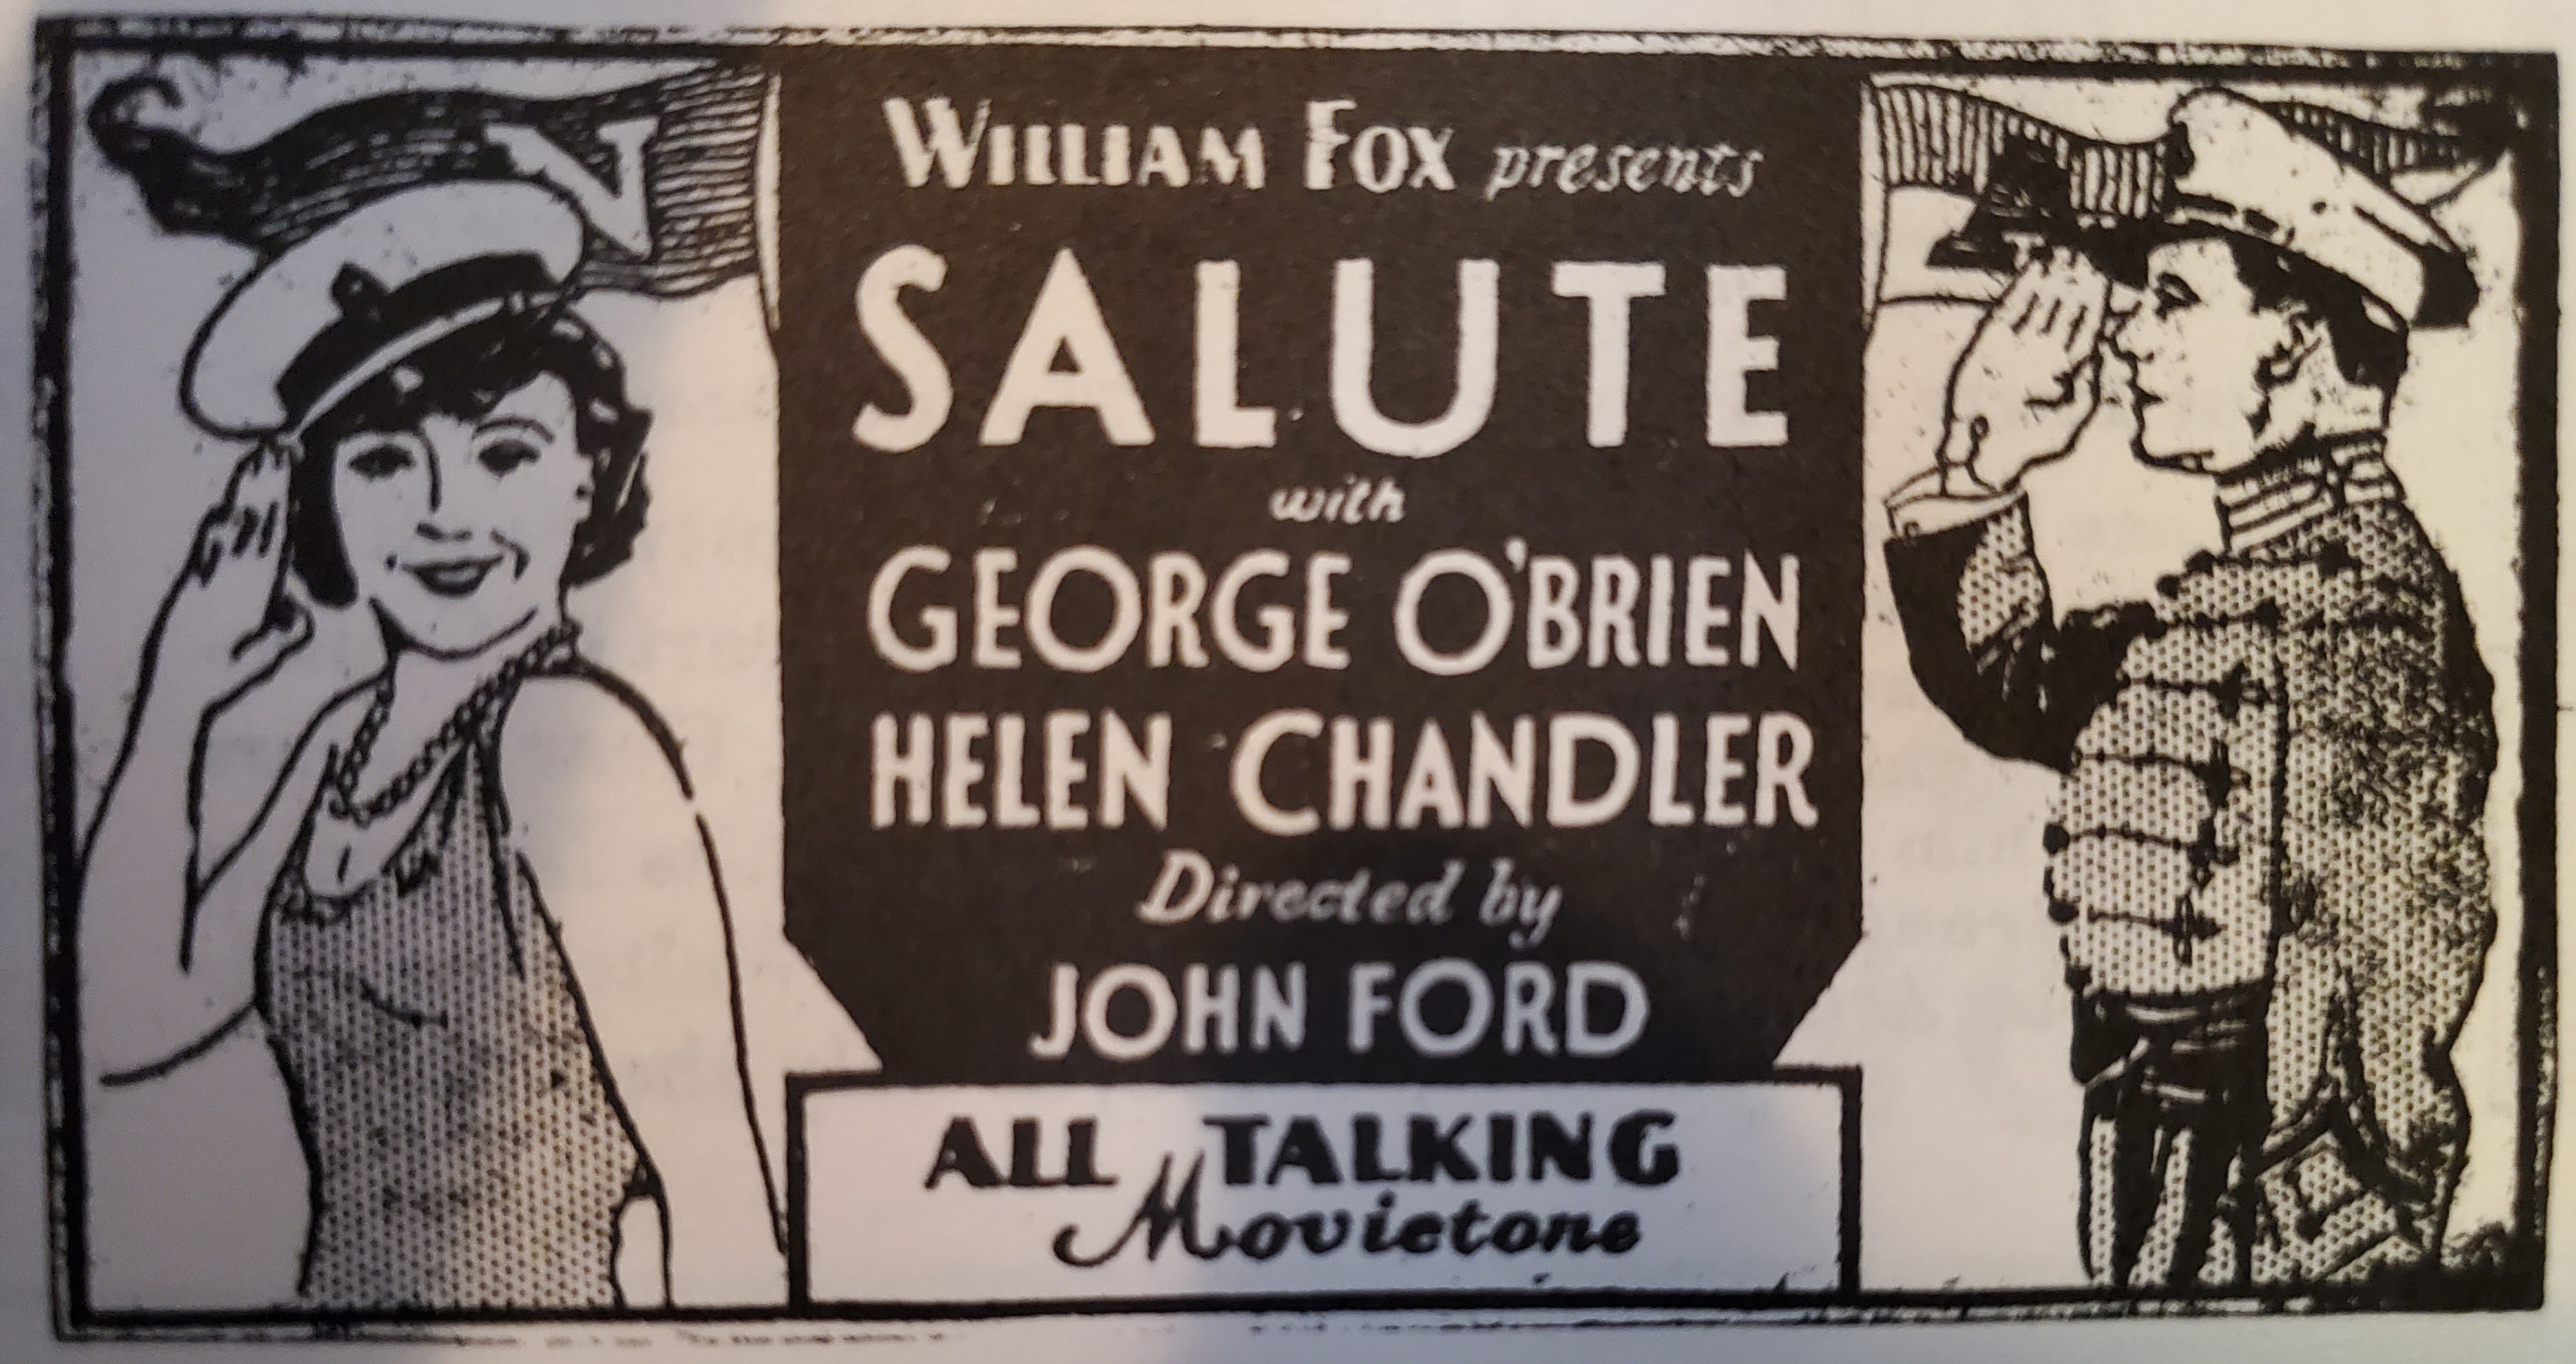 N
WILLIAM FOX presents
SALUTE
with
GEORGE O'BRIEN
HELEN CHANDLER
Directed by
JOHN FORD
ALL TALKING
Movietone